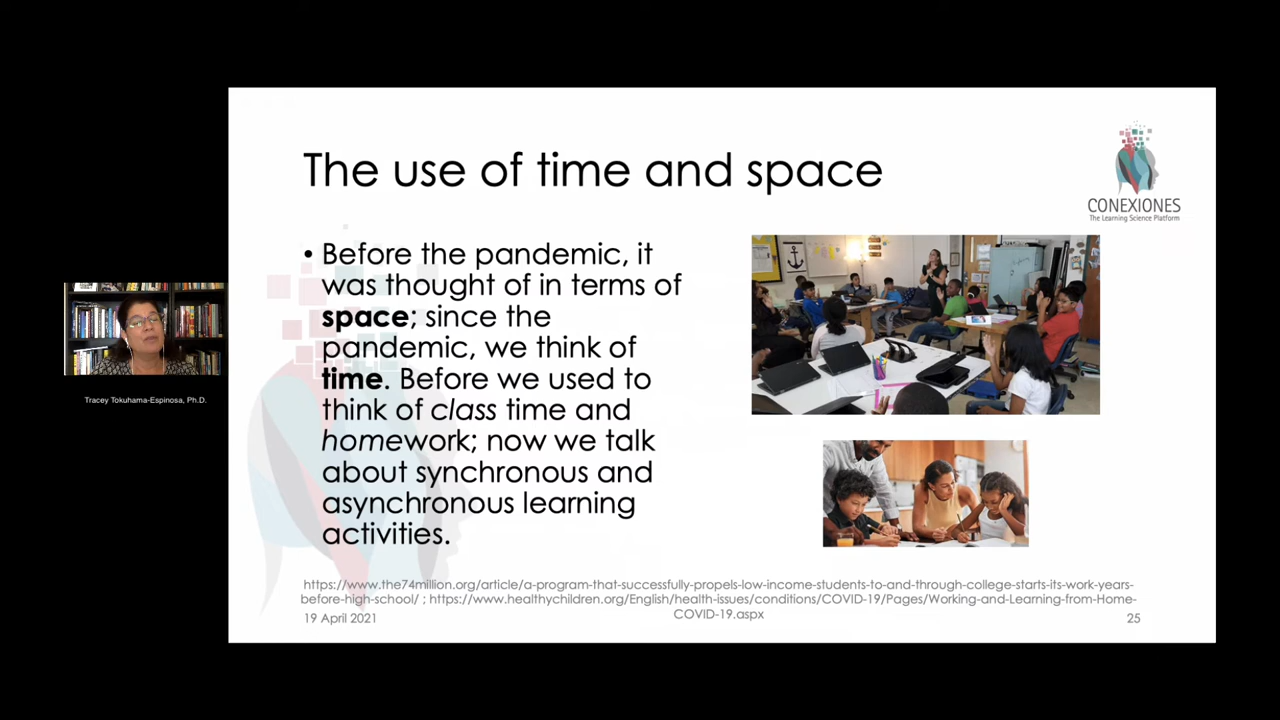 The use of time and space
CONEXIONES
The Learning Science Platform
• Before the pandemic, it
was thought of in terms of
space; since the
pandemic, we think of
time. Before we used to
think of class time and
homework; now we talk
about synchronous and
asynchronous learning
activities.
Tracey Tokuhama-Espinosa, Ph.D.
https://www.the74million.org/article/a-program-that-successfully-propels-low-income-students-to-and-through-college-starts-its-work-years-
before-high-school/ ; https://www.healthychildren.org/English/health-issues/conditions/COVID-19/Pages/Working-and-Learning-from-Home-
COVID-19.aspx
19 April 2021
25